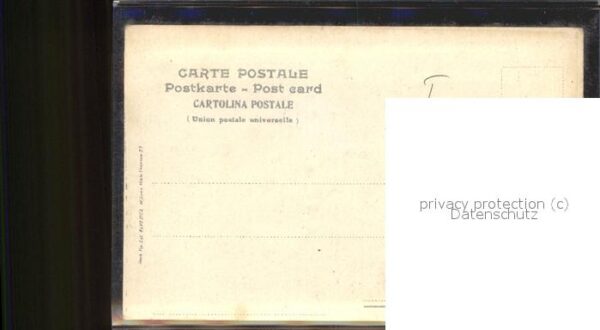 CARTE POSTALE
Postkarte - Post card
CARTOLINA POSTALE
(Union postale universelle)
privacy protection (c)
Datenschutz